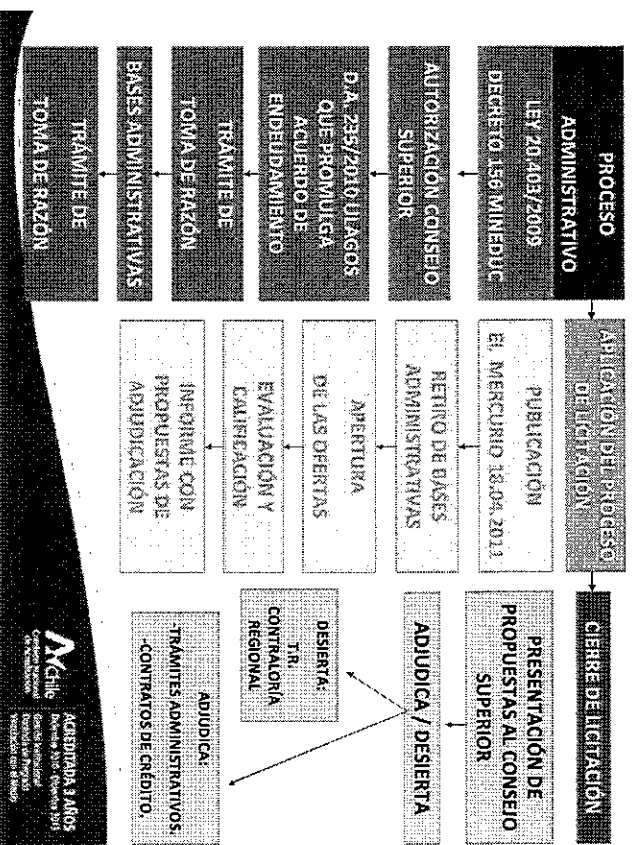 PROCESO
ADMINISTRATIVO
LEY 20.403/2009
DECRETO 156 MINEDUC
AUTORIZACIÓN CONSEJO
SUPERIOR
D.A. 235/2010 ULAGOS
QUE PROMULGA
ACUERDO DE
ENDEUDAMIENTO
TRÁMITE DE
TOMA DE RAZÓN
BASES ADMINISTRATIVAS
TRÁMITE DE
TOMA DE RAZÓN
APLICACIÓN DEL PROCESO
DE LICITACIÓN
PUBLICACIÓN
EL MERCURIO 18.04.2011
RETIRO DE BASES
ADMINISTRATIVAS
APERTURA
DE LAS OFERTAS
EVALUACIÓN Y
CALIFICACIÓN
INFORME CON
PROPUESTAS DE
ADJUDICACIÓN
CIERRE DE LICITACIÓN
PRESENTACIÓN DE
PROPUESTAS AL CONSEJO
SUPERIOR
ADJUDICA / DESIERTA
DESIERTA:
T.R.
CONTRALORÍA
REGIONAL
ADJUDICA:
-TRÁMITES ADMINISTRATIVOS.
-CONTRATOS DE CRÉDITO.
Chile
ACREDITADA 3 AÑOS